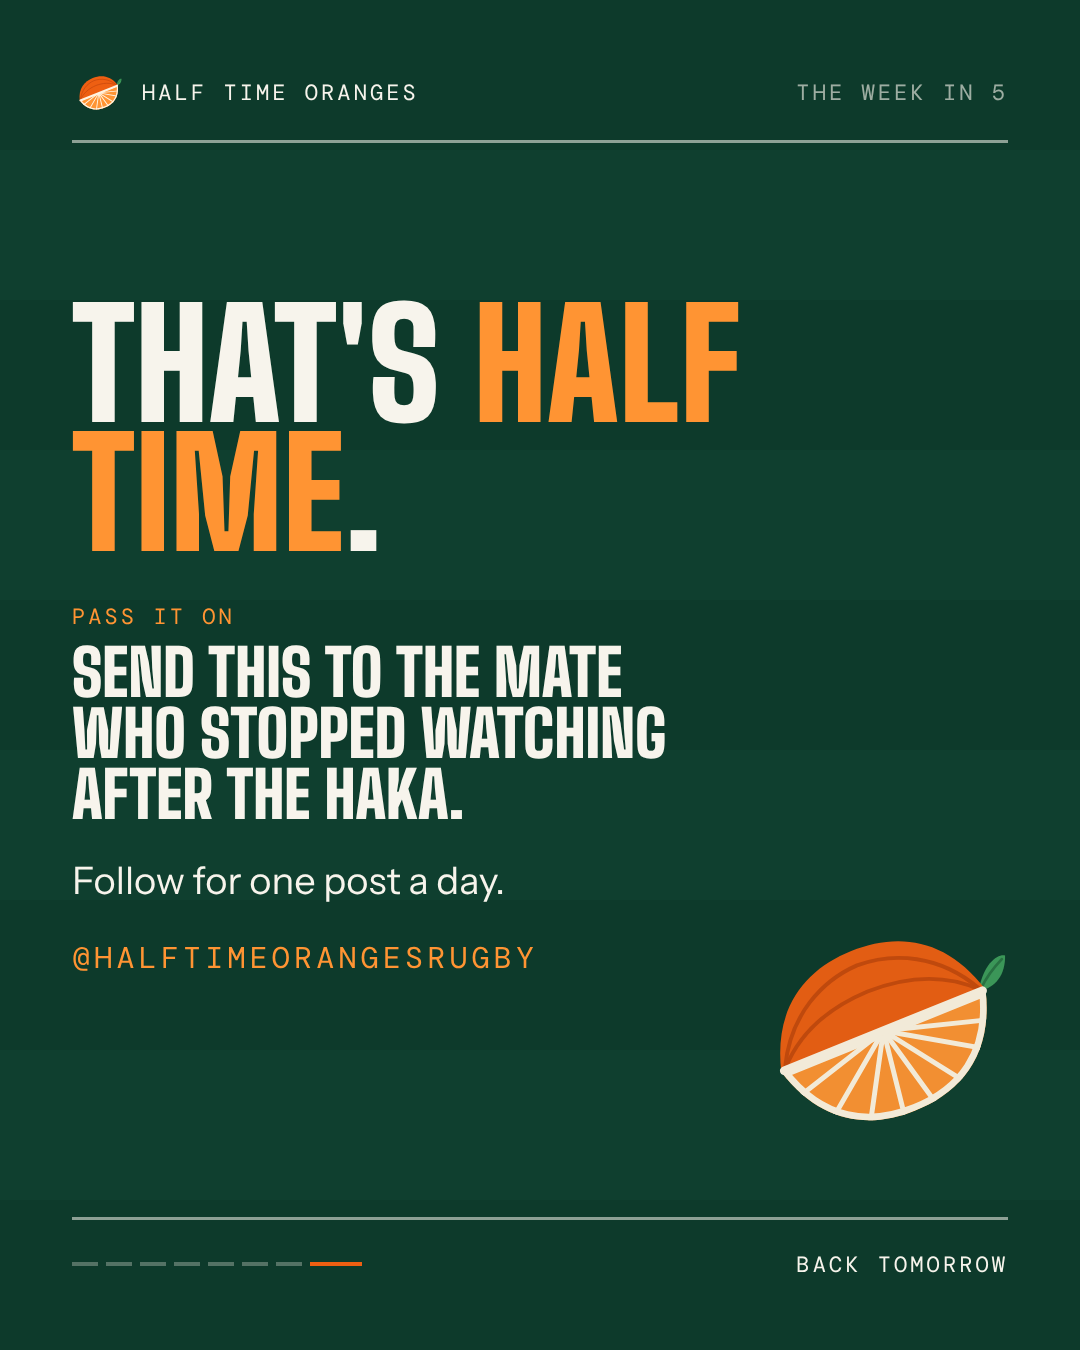 HALF TIME ORANGES
THE WEEK IN 5
THAT'S HALF
TIME.
PASS IT ON
SEND THIS TO THE MATE
WHO STOPPED WATCHING
AFTER THE HAKA.
Follow for one post a day.
@HALFTIMEORANGESRUGBY
BACK TOMORROW